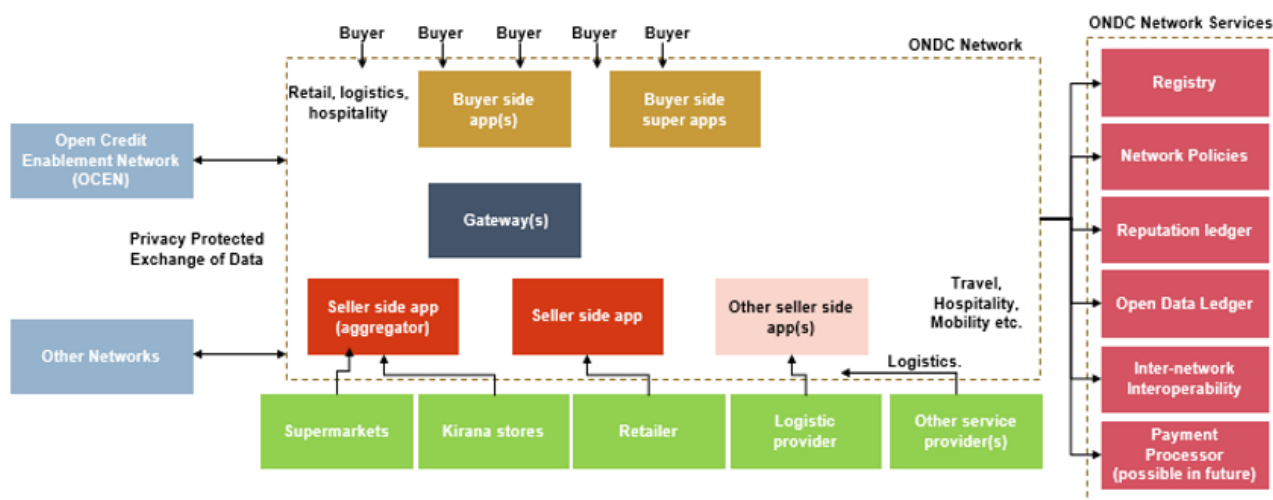 ONDC Network Services
Buyer Buyer Buyer Buyer Buyer
ONDC Network
Retail, logistics,
hospitality
Buyer side
app(s)
Buyer side
super apps
Registry
Open Credit
Enablement Network
(OCEN)
Network Policies
Gateway(s)
Reputation ledger
Privacy Protected
Exchange of Data
Seller side app
(aggregator)
Seller side app
Other seller side
app(s)
Travel,
Hospitality,
Mobility etc.
Open Data Ledger
Other Networks
Logistics.
Inter-network
Interoperability
Supermarkets
Kirana stores
Retailer
Logistic
provider
Other service
provider(s)
Payment
Processor
(possible in future)